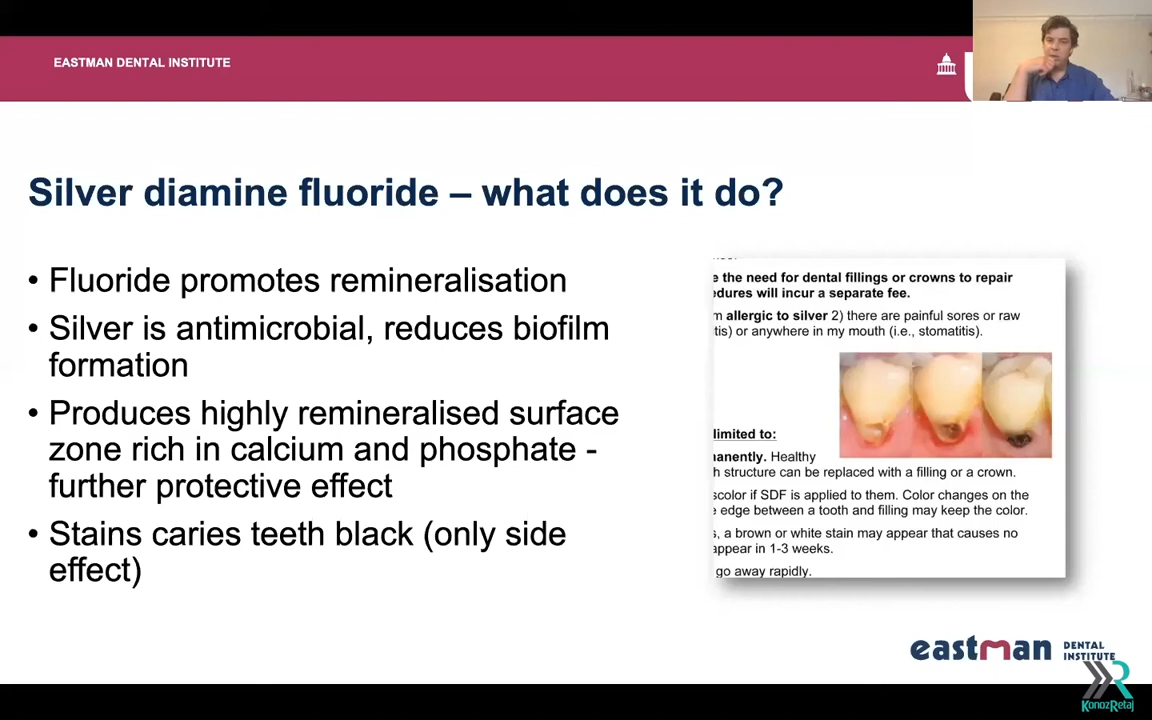 EASTMAN DENTAL INSTITUTE
Silver diamine fluoride – what does it do?
• Fluoride promotes remineralisation
• Silver is antimicrobial, reduces biofilm
formation
• Produces highly remineralised surface
zone rich in calcium and phosphate -
further protective effect
• Stains caries teeth black (only side
effect)
e the need for dental fillings or crowns to repair
edures will incur a separate fee.
m allergic to silver 2) there are painful sores or raw
tis) or anywhere in my mouth (i.e., stomatitis).
limited to:
manently. Healthy
h structure can be replaced with a filling or a crown.
scolor if SDF is applied to them. Color changes on the
e edge between a tooth and filling may keep the color.
s, a brown or white stain may appear that causes no
appear in 1-3 weeks.
go away rapidly.
eastman DENTAL
INSTITUTE
KonozRetaj